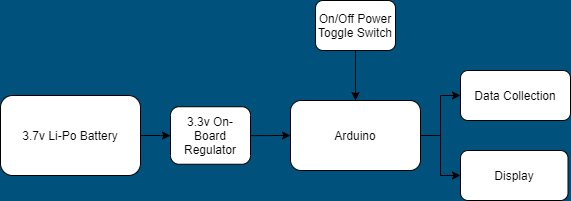 On/Off Power
Toggle Switch
3.7v Li-Po Battery
3.3v On-
Board
Regulator
Arduino
Data Collection
Display